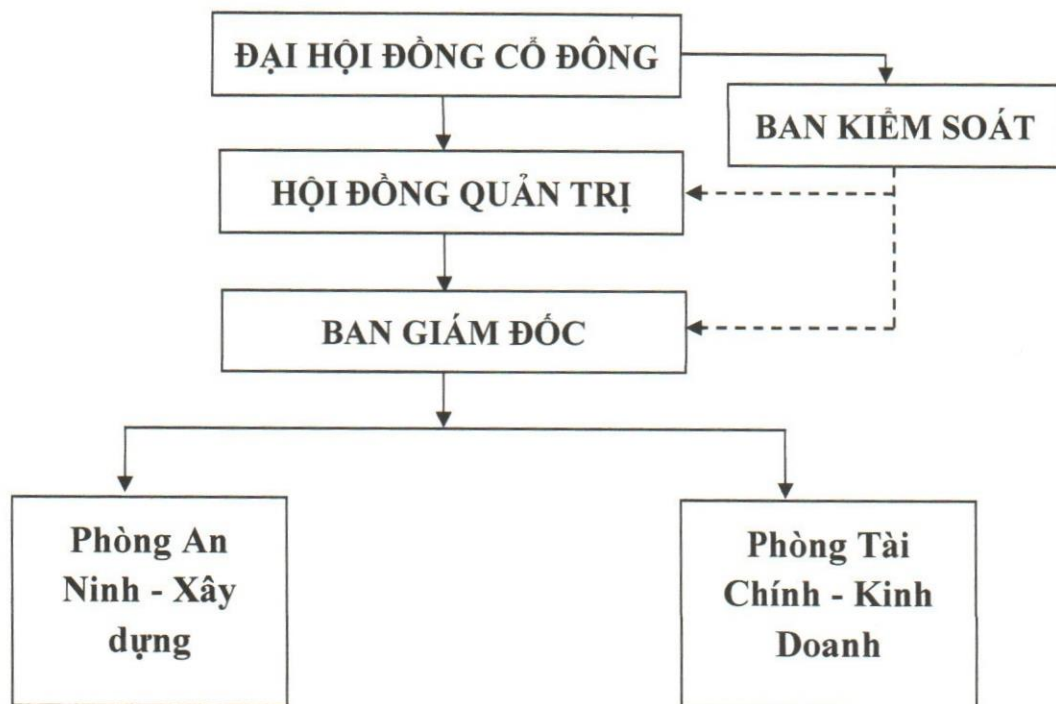 ĐẠI HỘI ĐỒNG CỔ ĐÔNG
BAN KIỂM SOÁT
HỘI ĐỒNG QUẢN TRỊ
BAN GIÁM ĐỐC
Phòng An
Ninh - Xây
dựng
Phòng Tài
Chính - Kinh
Doanh